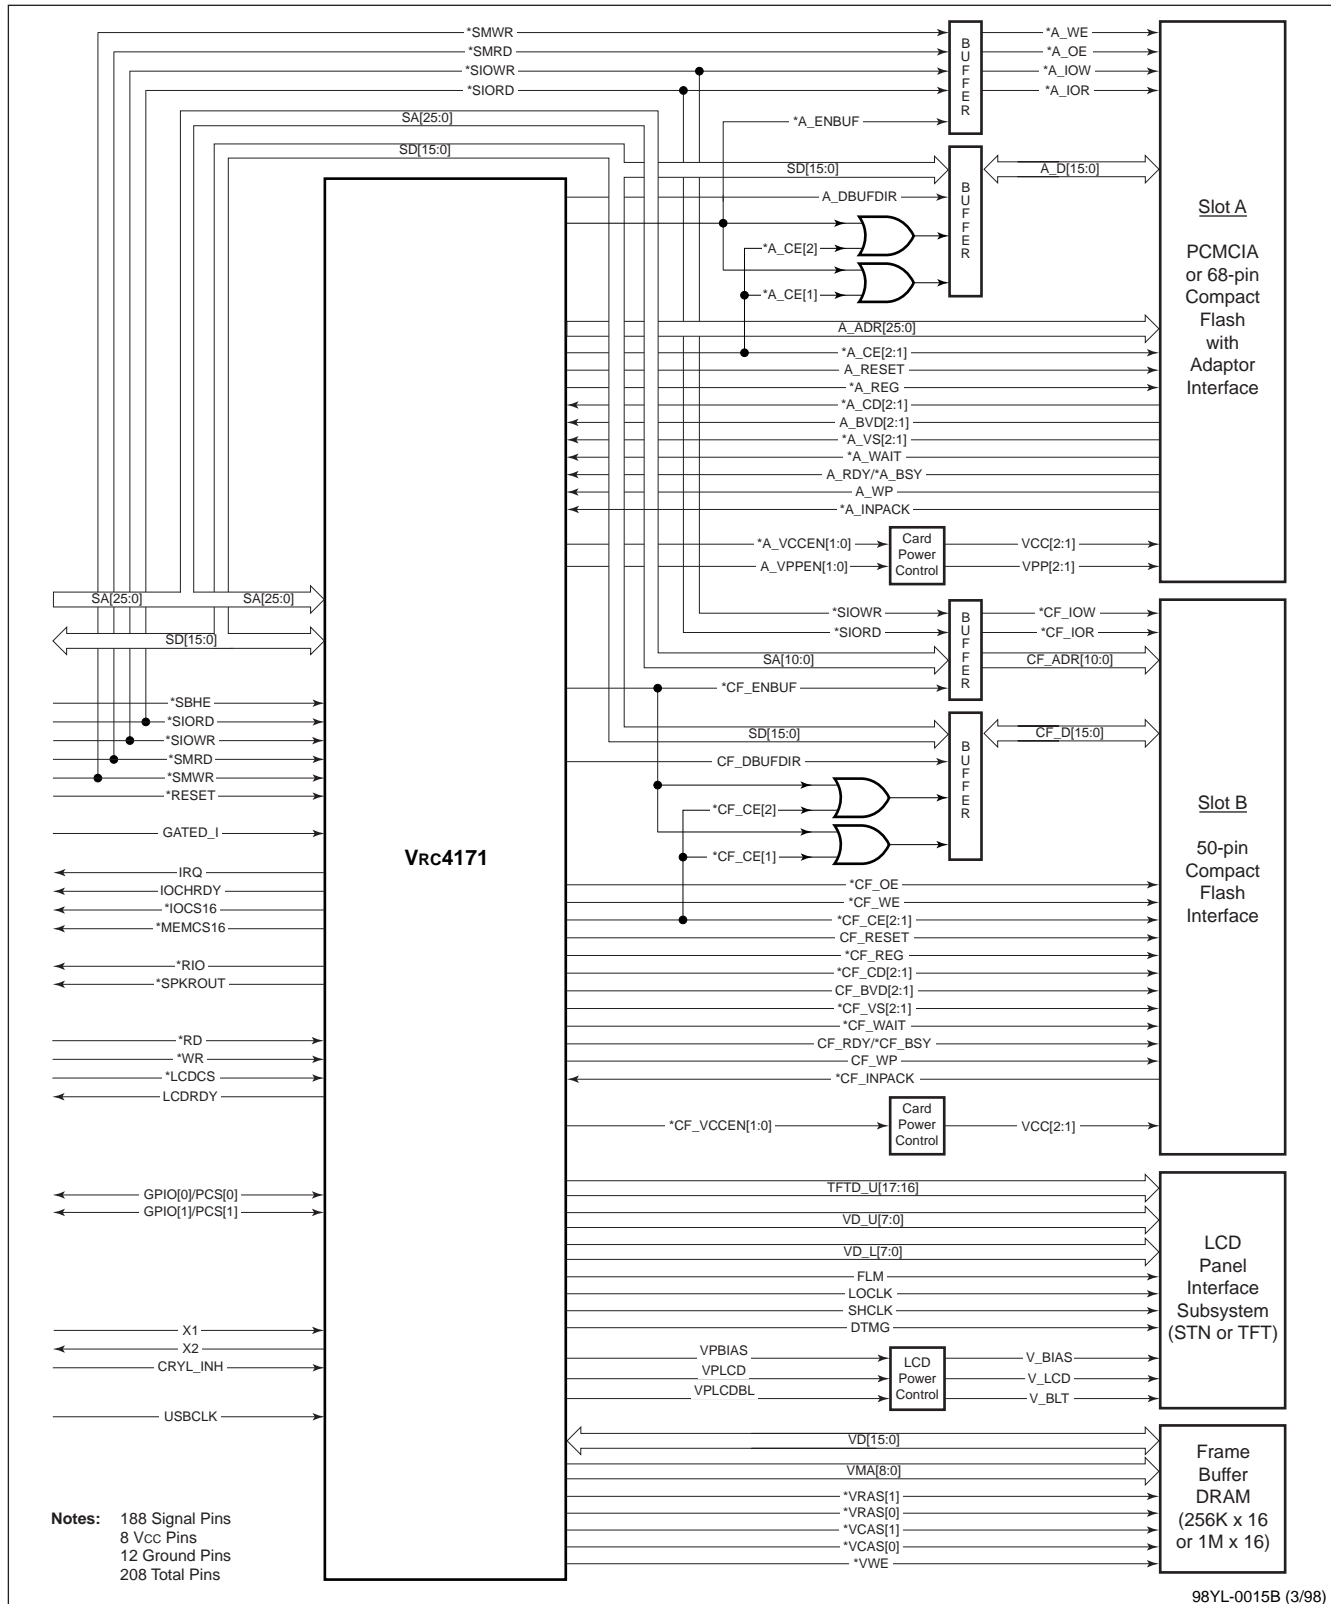 *SMWR
*SMRD
*SIOWR
*SIORD
SA[25:0]
SD[15:0]
*A_ENBUF
BUFFER
*A_WE
*A_OE
*A_IOW
*A_IOR
SD[15:0]
A_DBUFDIR
*A_CE[2]
*A_CE[1]
BUFFER
A_D[15:0]
A_ADR[25:0]
*A_CE[2:1]
A_RESET
*A_REG
*A_CD[2:1]
A_BVD[2:1]
*A_VS[2:1]
*A_WAIT
A_RDY/*A_BSY
A_WP
*A_INPACK
*A_VCCEN[1:0]
A_VPPEN[1:0]
Card
Power
Control
VCC[2:1]
VPP[2:1]
Slot A
PCMCIA
or 68-pin
Compact
Flash
with
Adaptor
Interface
SA[25:0]
SA[25:0]
SD[15:0]
*SBHE
*SIORD
*SIOWR
*SMRD
*SMWR
*RESET
GATED_I
IRQ
IOCHRDY
*IOCS16
*MEMCS16
*RIO
*SPKROUT
*RD
*WR
*LCDCS
LCDRDY
GPIO[0]/PCS[0]
GPIO[1]/PCS[1]
X1
X2
CRYL_INH
USBCLK
VRC4171
*SIOWR
*SIORD
SA[10:0]
*CF_ENBUF
BUFFER
*CF_IOW
*CF_IOR
CF_ADR[10:0]
SD[15:0]
CF_DBUFDIR
*CF_CE[2]
*CF_CE[1]
BUFFER
CF_D[15:0]
*CF_OE
*CF_WE
*CF_CE[2:1]
CF_RESET
*CF_REG
*CF_CD[2:1]
CF_BVD[2:1]
*CF_VS[2:1]
*CF_WAIT
CF_RDY/*CF_BSY
CF_WP
*CF_INPACK
*CF_VCCEN[1:0]
Card
Power
Control
VCC[2:1]
Slot B
50-pin
Compact
Flash
Interface
TFTD_U[17:16]
VD_U[7:0]
VD_L[7:0]
FLM
LOCLK
SHCLK
DTMG
VPBIAS
VPLCD
VPLCDBL
LCD
Power
Control
V_BIAS
V_LCD
V_BLT
LCD
Panel
Interface
Subsystem
(STN or TFT)
VD[15:0]
VMA[8:0]
*VRAS[1]
*VRAS[0]
*VCAS[1]
*VCAS[0]
*VWE
Frame
Buffer
DRAM
(256K x 16
or 1M x 16)
Notes: 188 Signal Pins
8 VCC Pins
12 Ground Pins
208 Total Pins
98YL-0015B (3/98)